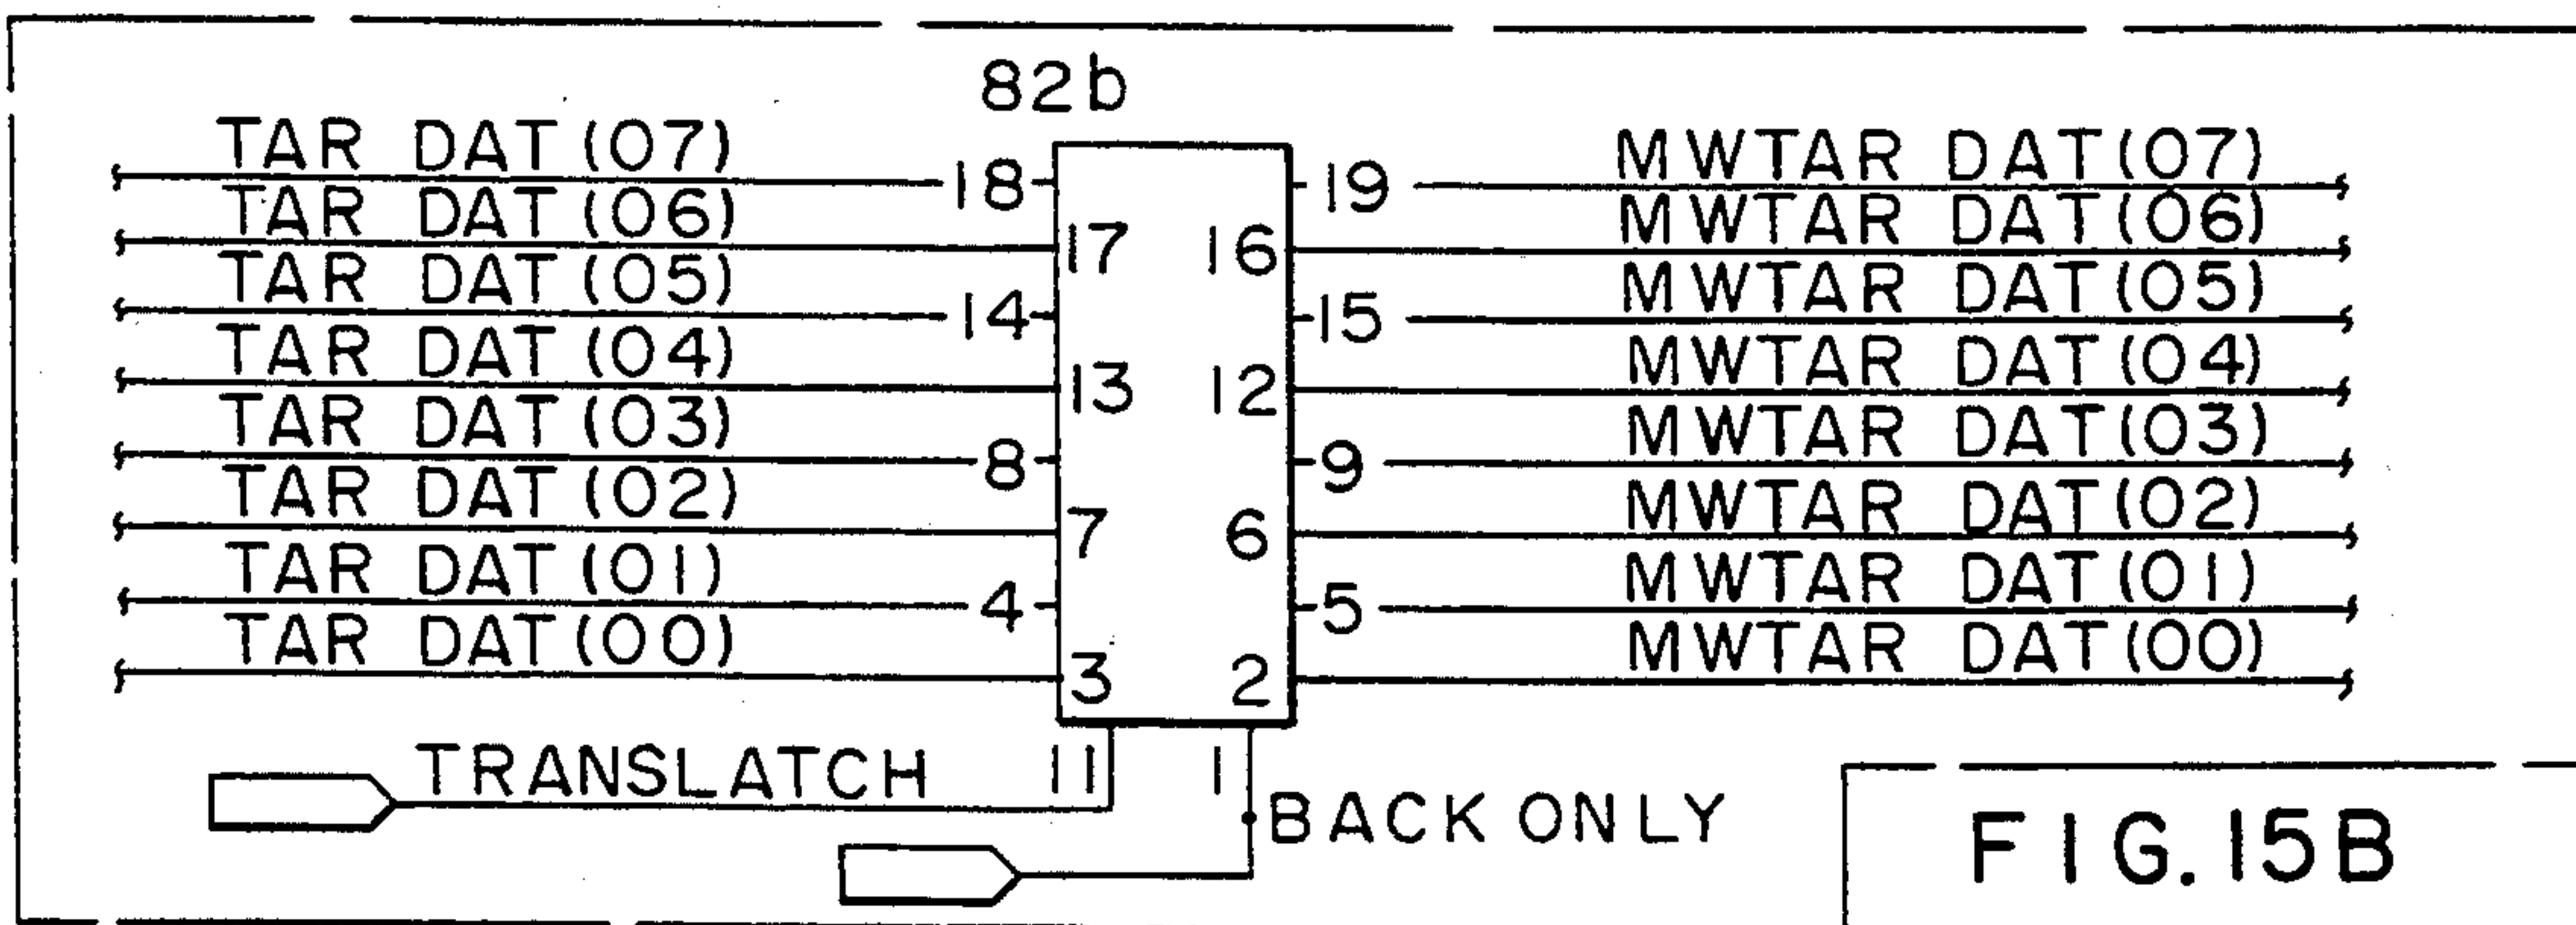 82b
TAR DAT(07) 18 19 MWTAR DAT(07)
TAR DAT(06) 17 16 MWTAR DAT(06)
TAR DAT(05) 14 15 MWTAR DAT(05)
TAR DAT(04) 13 12 MWTAR DAT(04)
TAR DAT(03) 8 9 MWTAR DAT(03)
TAR DAT(02) 7 6 MWTAR DAT(02)
TAR DAT(01) 4 5 MWTAR DAT(01)
TAR DAT(00) 3 2 MWTAR DAT(00)
TRANSLATCH 11 1
BACK ONLY
FIG. 15B